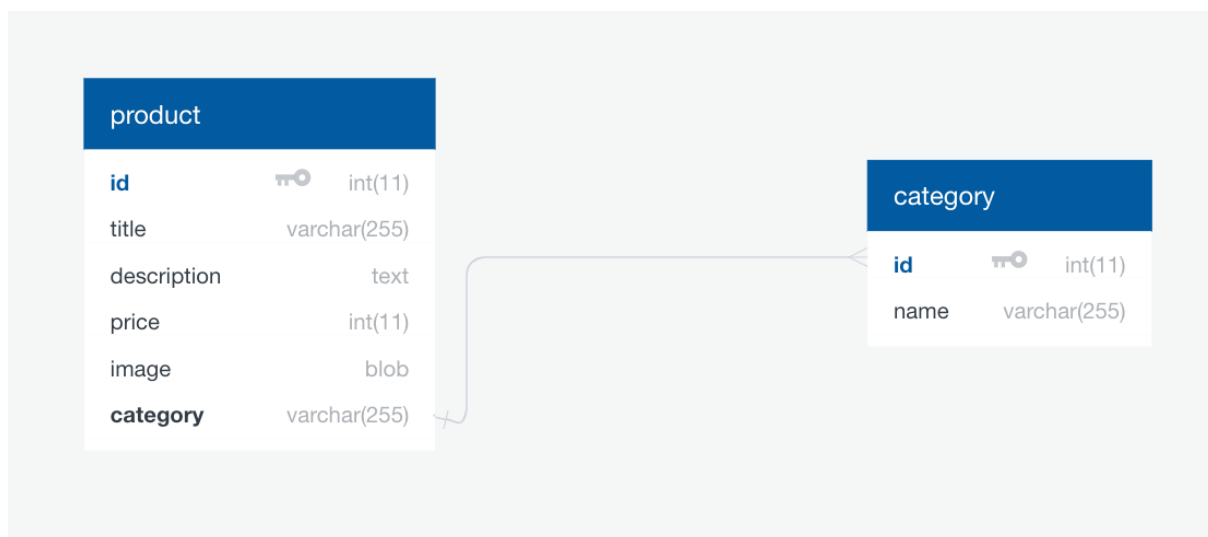 product
id int(11)
title varchar(255)
description text
price int(11)
image blob
category varchar(255)
category
id int(11)
name varchar(255)